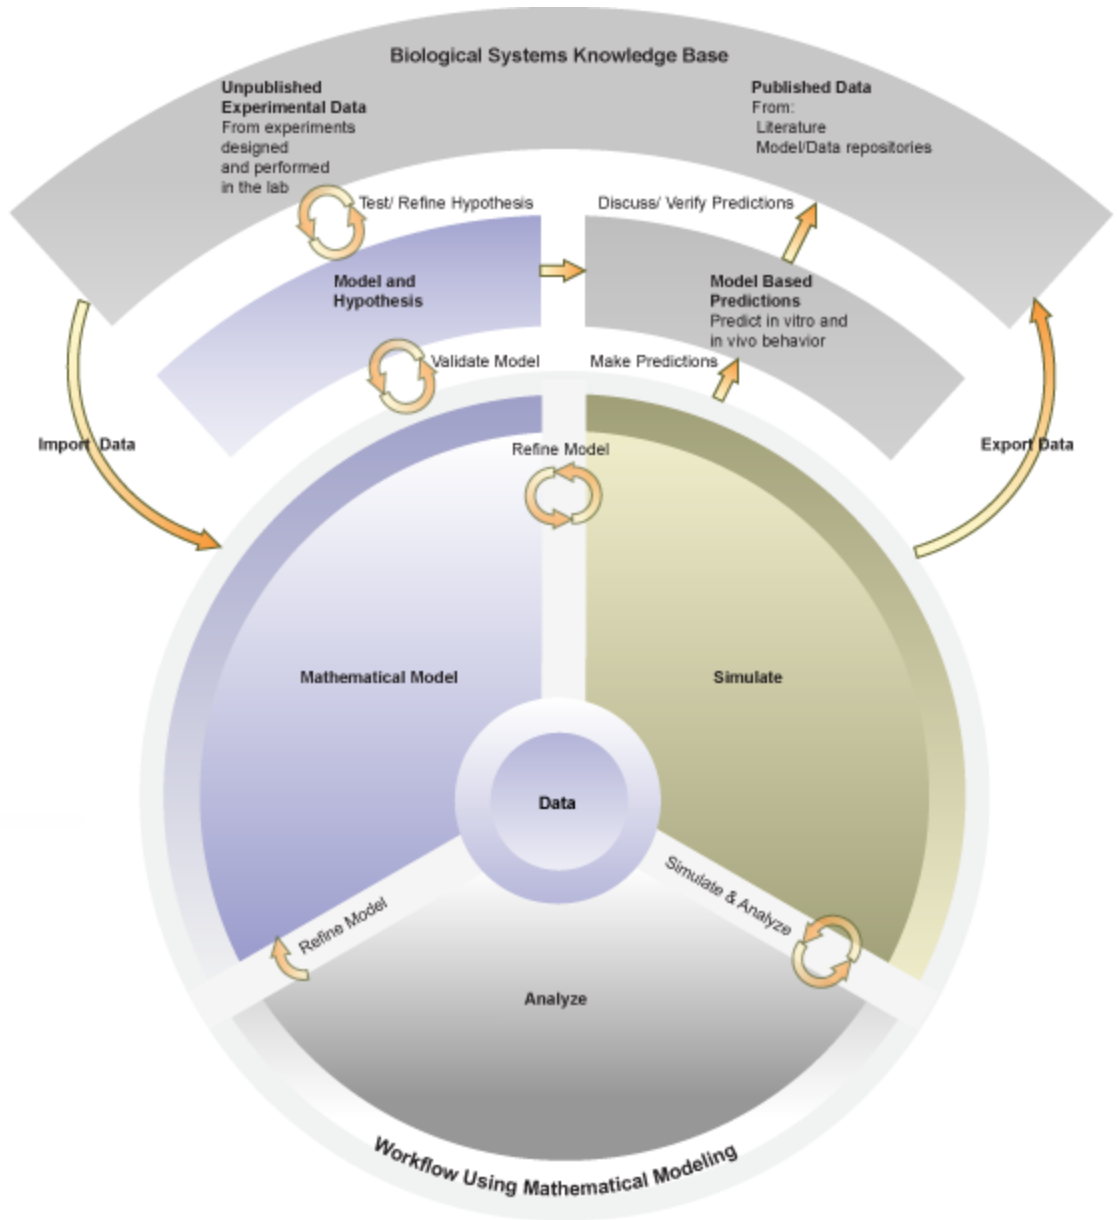 Biological Systems Knowledge Base
Unpublished
Experimental Data
From experiments
designed
and performed
in the lab
Published Data
From:
Literature
Model/Data repositories
Test/ Refine Hypothesis
Discuss/ Verify Predictions
Model and
Hypothesis
Model Based
Predictions
Predict in vitro and
in vivo behavior
Validate Model
Make Predictions
Import Data
Export Data
Refine Model
Mathematical Model
Simulate
Data
Refine Model
Simulate & Analyze
Analyze
Workflow Using Mathematical Modeling